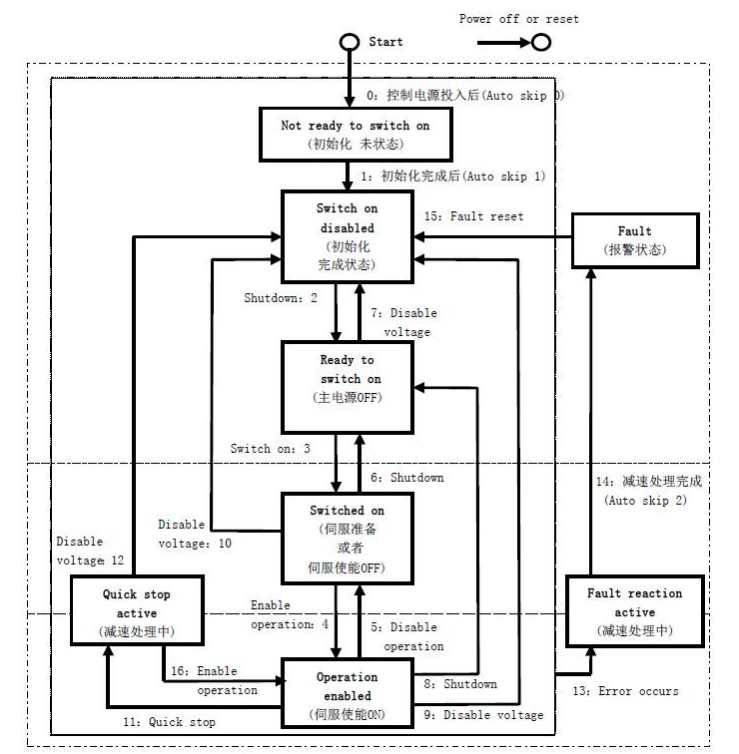 Power off or reset
Start
0: 控制电源投入后(Auto skip 0)
Not ready to switch on
(初始化 未状态)
1: 初始化完成后(Auto skip 1)
Switch on
disabled
(初始化
完成状态)
15: Fault reset
Fault
(报警状态)
Shutdown: 2
7: Disable
voltage
Ready to
switch on
(主电源OFF)
Switch on: 3
6: Shutdown
14: 减速处理完成
(Auto skip 2)
Switched on
(伺服准备
或者
伺服使能OFF)
Disable
voltage: 10
Disable
voltage: 12
Quick stop
active
(减速处理中)
Enable
operation: 4
5: Disable
operation
Fault reaction
active
(减速处理中)
16: Enable
operation
Operation
enabled
(伺服使能ON)
8: Shutdown
9: Disable voltage
13: Error occurs
11: Quick stop